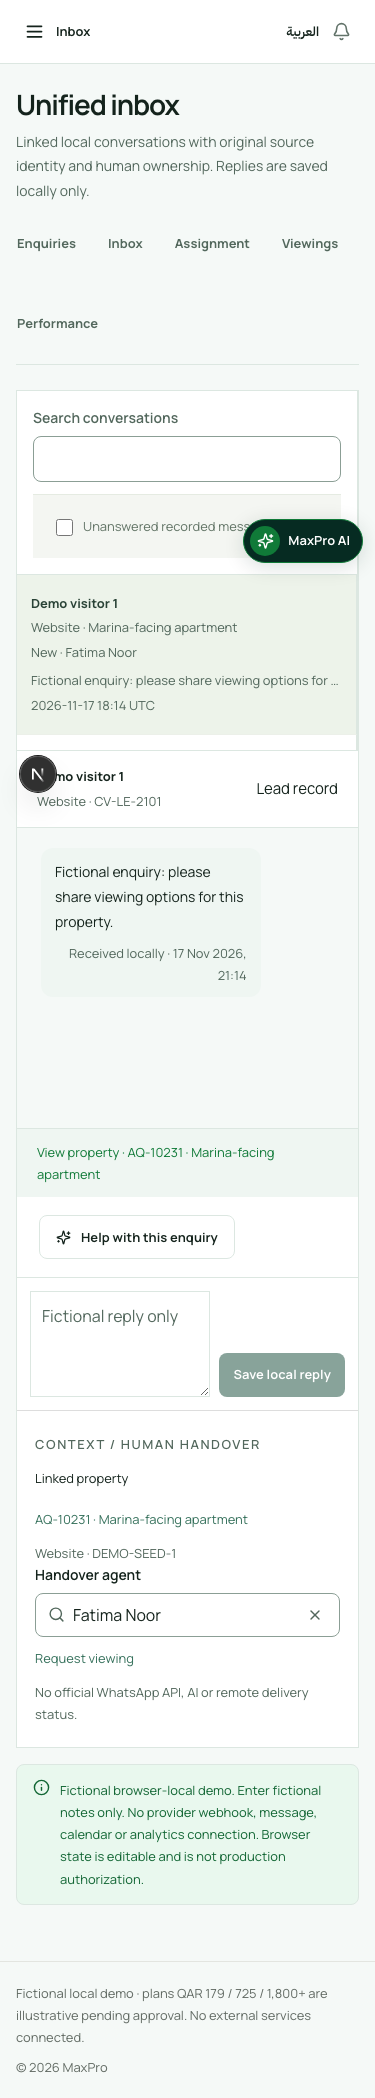 Inbox
العربية
Unified inbox
Linked local conversations with original source
identity and human ownership. Replies are saved
locally only.
Enquiries Inbox Assignment Viewings
Performance
Search conversations
Unanswered recorded
MaxPro AI
Demo visitor 1
Website · Marina-facing apartment
New · Fatima Noor
Fictional enquiry: please share viewing options for ...
2026-11-17 18:14 UTC
N
visitor 1
Website · CV-LE-2101
Lead record
Fictional enquiry: please
share viewing options for this
property.
Received locally · 17 Nov 2026,
21:14
View property · AQ-10231 · Marina-facing
apartment
Help with this enquiry
Fictional reply only
Save local reply
CONTEXT / HUMAN HANDOVER
Linked property
AQ-10231 · Marina-facing apartment
Website · DEMO-SEED-1
Handover agent
Fatima Noor
Request viewing
No official WhatsApp API, AI or remote delivery
status.
Fictional browser-local demo. Enter fictional
notes only. No provider webhook, message,
calendar or analytics connection. Browser
state is editable and is not production
authorization.
Fictional local demo · plans QAR 179 / 725 / 1,800+ are
illustrative pending approval. No external services
connected.
© 2026 MaxPro